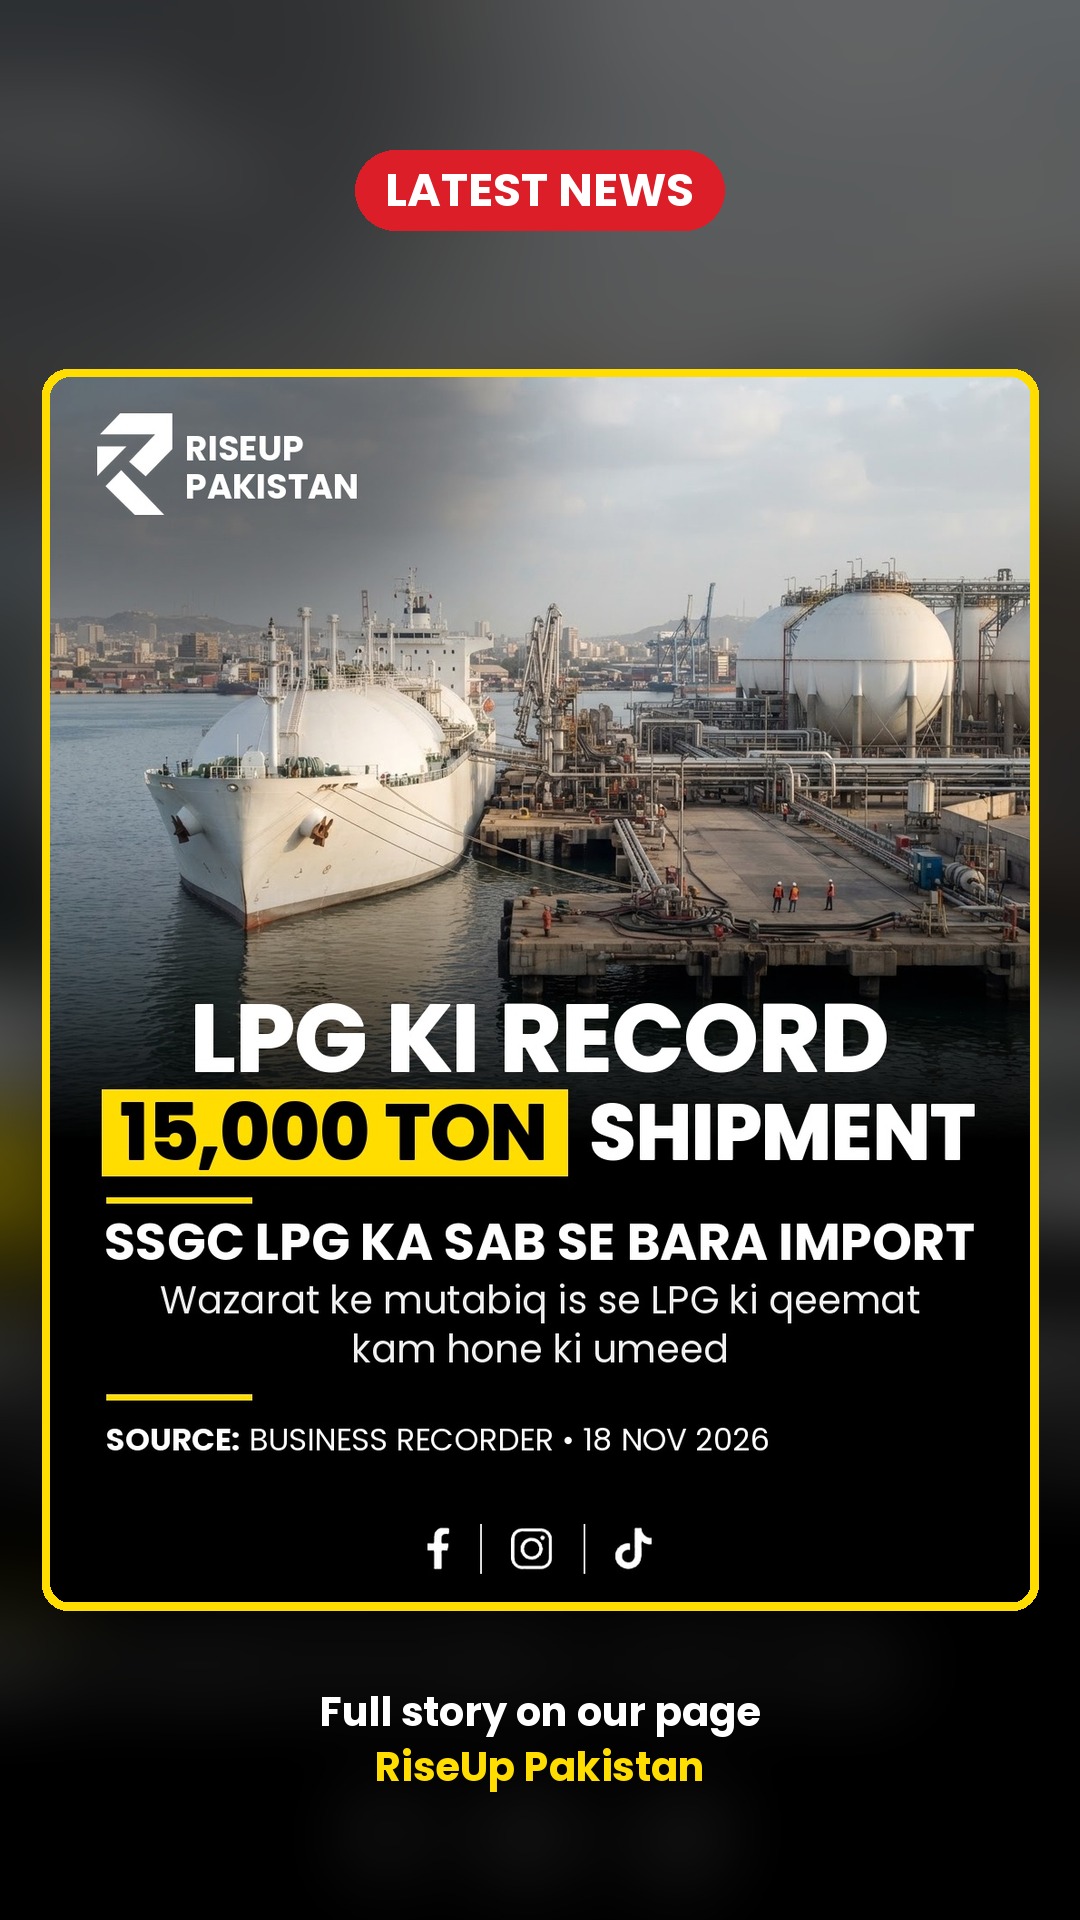 LATEST NEWS
RISEUP
PAKISTAN
LPG KI RECORD
15,000 TON SHIPMENT
SSGC LPG KA SAB SE BARA IMPORT
Wazarat ke mutabiq is se LPG ki qeemat
kam hone ki umeed
SOURCE: BUSINESS RECORDER • 18 NOV 2026
Full story on our page
RiseUp Pakistan